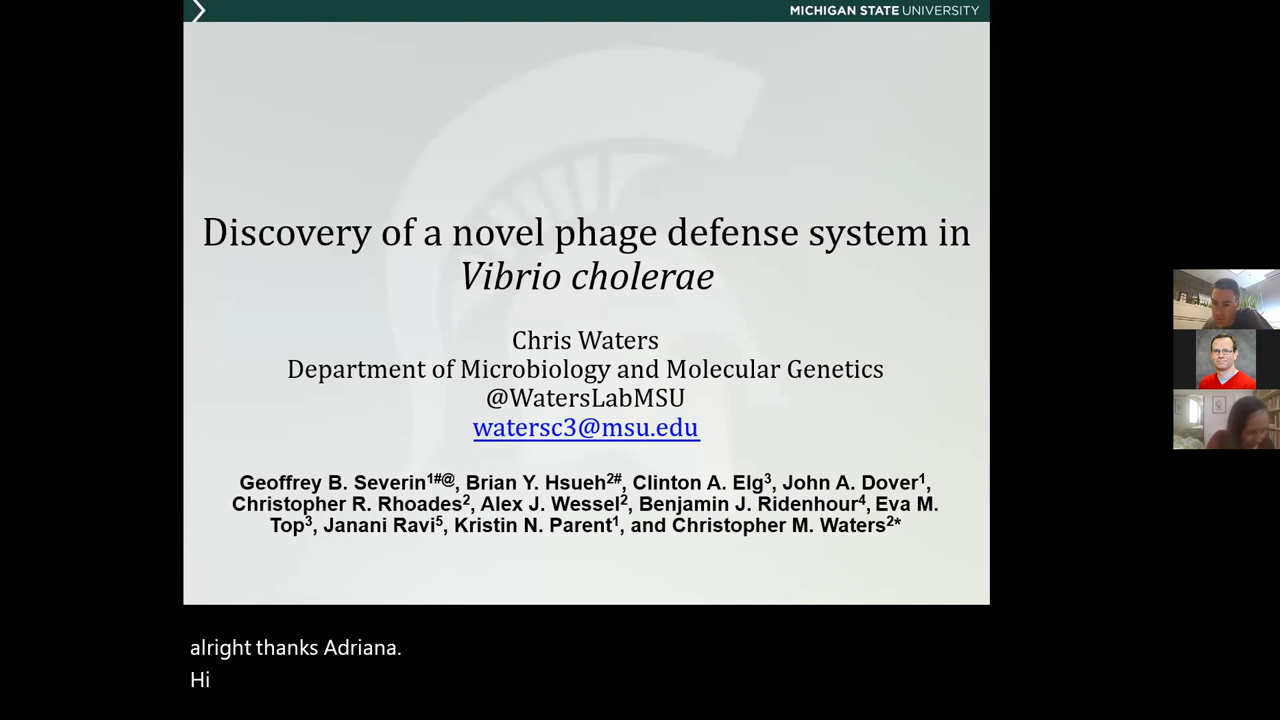 MICHIGAN STATE UNIVERSITY
Discovery of a novel phage defense system in
Vibrio cholerae
Chris Waters
Department of Microbiology and Molecular Genetics
@WatersLabMSU
watersc3@msu.edu
Geoffrey B. Severin1#@, Brian Y. Hsueh2#, Clinton A. Elg3, John A. Dover1,
Christopher R. Rhoades2, Alex J. Wessel2, Benjamin J. Ridenhour4, Eva M.
Top3, Janani Ravi5, Kristin N. Parent1, and Christopher M. Waters2*
alright thanks Adriana.
Hi